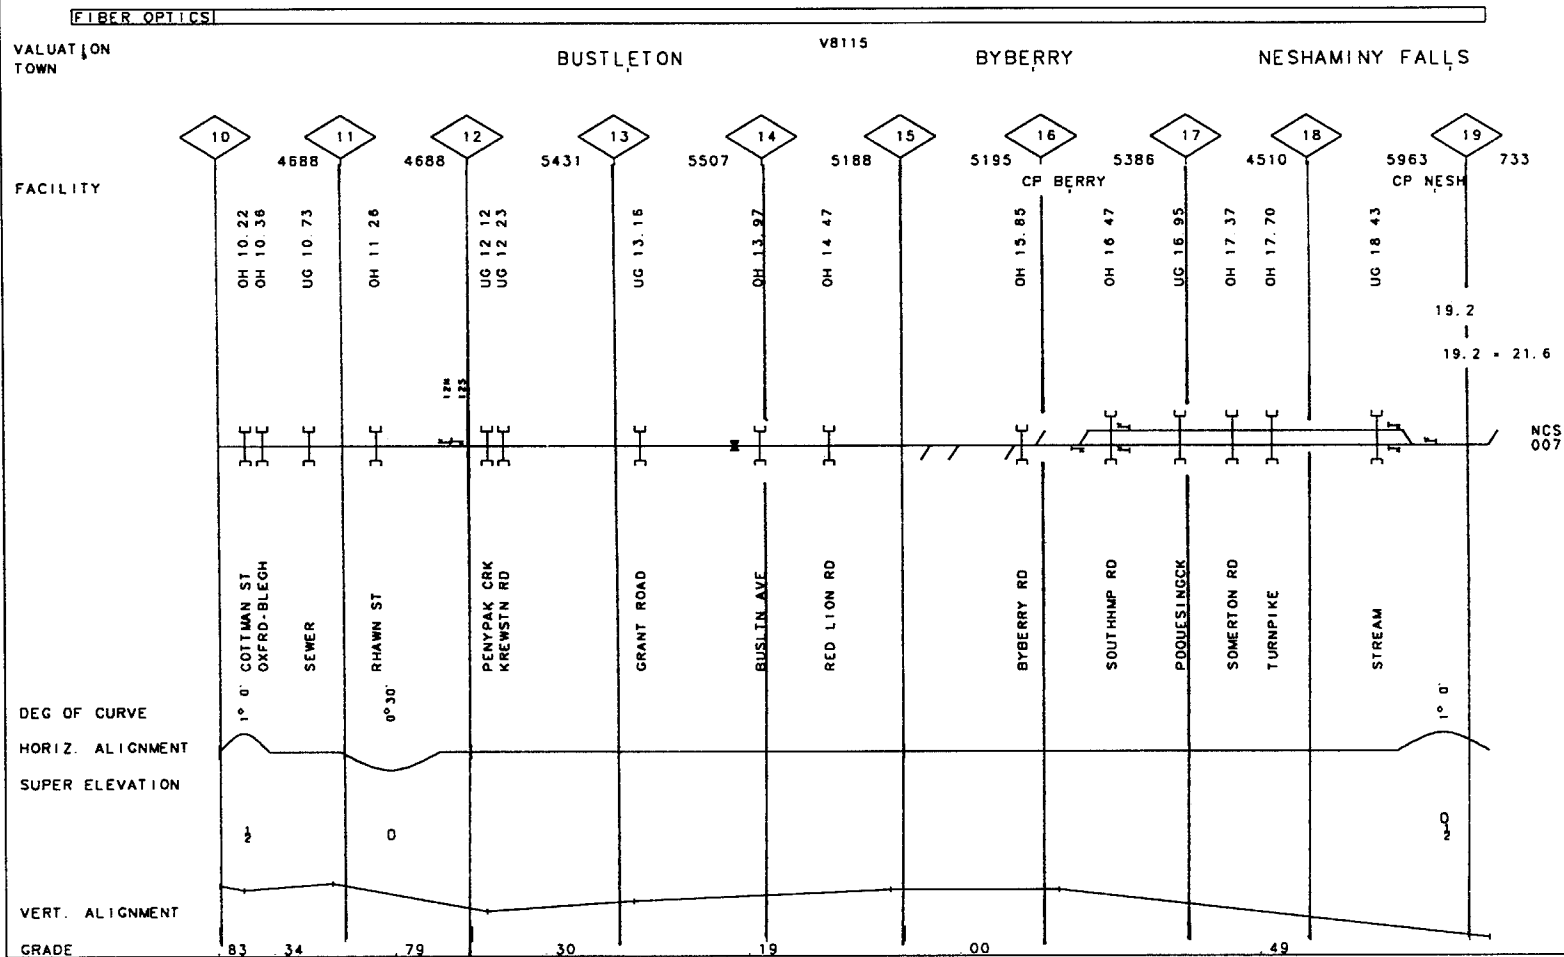 FIBER OPTICS
VALUATION V8115
TOWN BUSTLETON BYBERRY NESHAMINY FALLS
10 11 12 13 14 15 16 17 18 19
4688 4688 5431 5507 5188 5195 5386 4510 5963 733
FACILITY CP BERRY CP NESH
OH 10.22
OH 10.36
UG 10.73
OH 11 26
UG 12 12
UG 12 23
UG 13.16
OH 13.97
OH 14 47
OH 15.85
OH 16 47
UG 16.95
OH 17 37
OH 17.70
UG 18 43
19.2
19.2 = 21.6
12N
12S
NCS
007
COTTMAN ST
OXFRD-BLEGH
SEWER
RHAWN ST
PENYPAK CRK
KREWSTN RD
GRANT ROAD
BUSLTN AVE
RED LION RD
BYBERRY RD
SOUTHHMP RD
POQUESINGCK
SOMERTON RD
TURNPIKE
STREAM
DEG OF CURVE 1° 0' 0° 30' 1° 0'
HORIZ. ALIGNMENT
SUPER ELEVATION
1/2 0 0 1/2
VERT. ALIGNMENT
GRADE .83 .34 .79 .30 .19 .00 .49